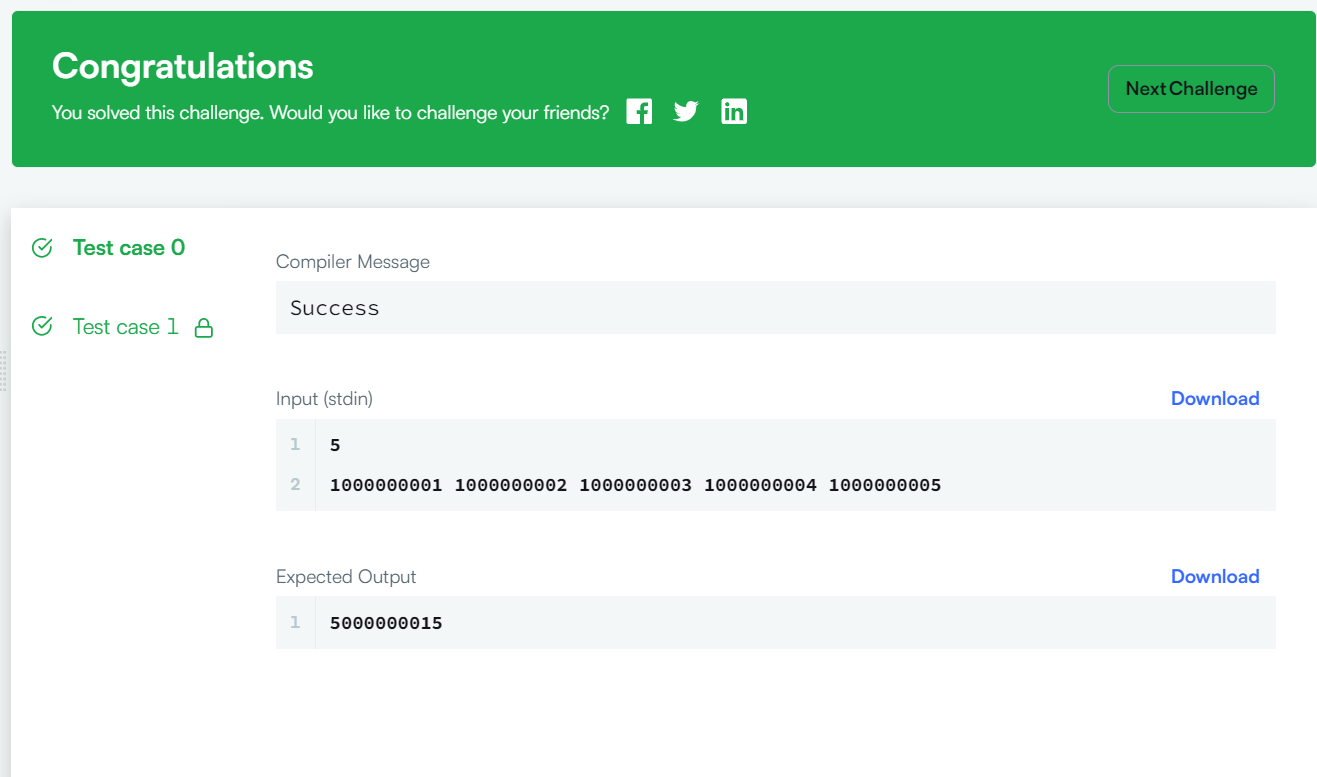 Congratulations
You solved this challenge. Would you like to challenge your friends?
Next Challenge
Test case 0
Test case 1
Compiler Message
Success
Input (stdin)
Download
1 5
2 1000000001 1000000002 1000000003 1000000004 1000000005
Expected Output
Download
1 5000000015